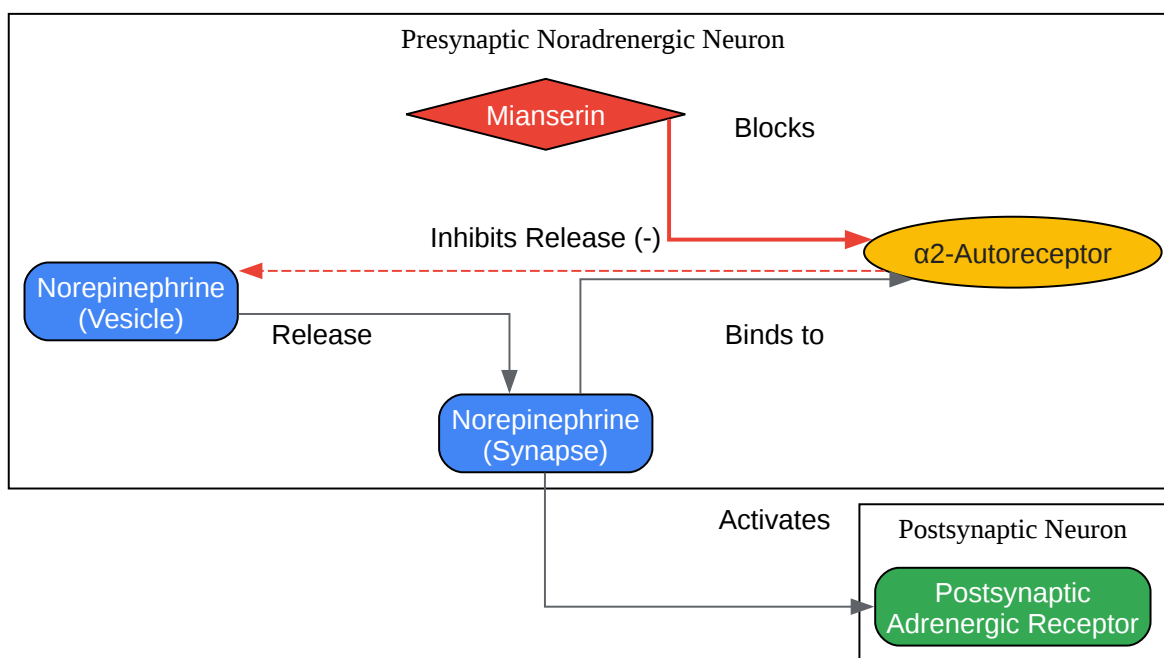 Presynaptic Noradrenergic Neuron
Mianserin
Blocks
Inhibits Release (-)
α2-Autoreceptor
Norepinephrine
(Vesicle)
Release
Binds to
Norepinephrine
(Synapse)
Activates
Postsynaptic Neuron
Postsynaptic
Adrenergic Receptor